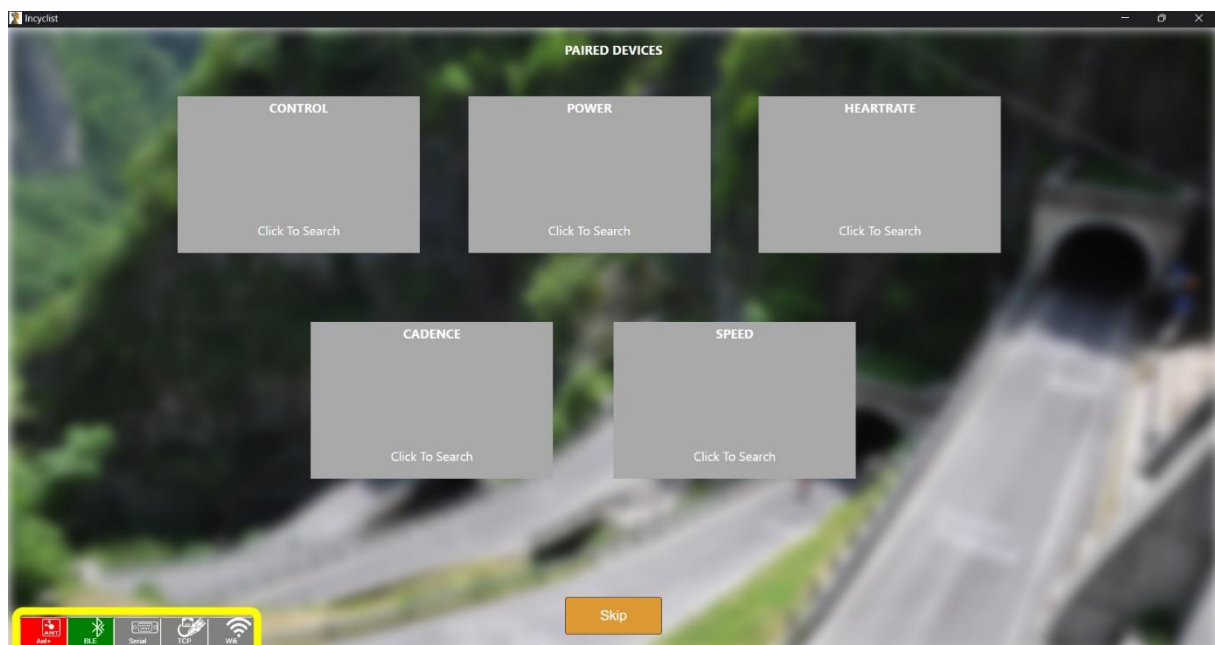 Incyclist
PAIRED DEVICES
CONTROL
Click To Search
POWER
Click To Search
HEARTRATE
Click To Search
CADENCE
Click To Search
SPEED
Click To Search
Skip
ANT
Ant+
BLE
Serial
TCP
Wifi